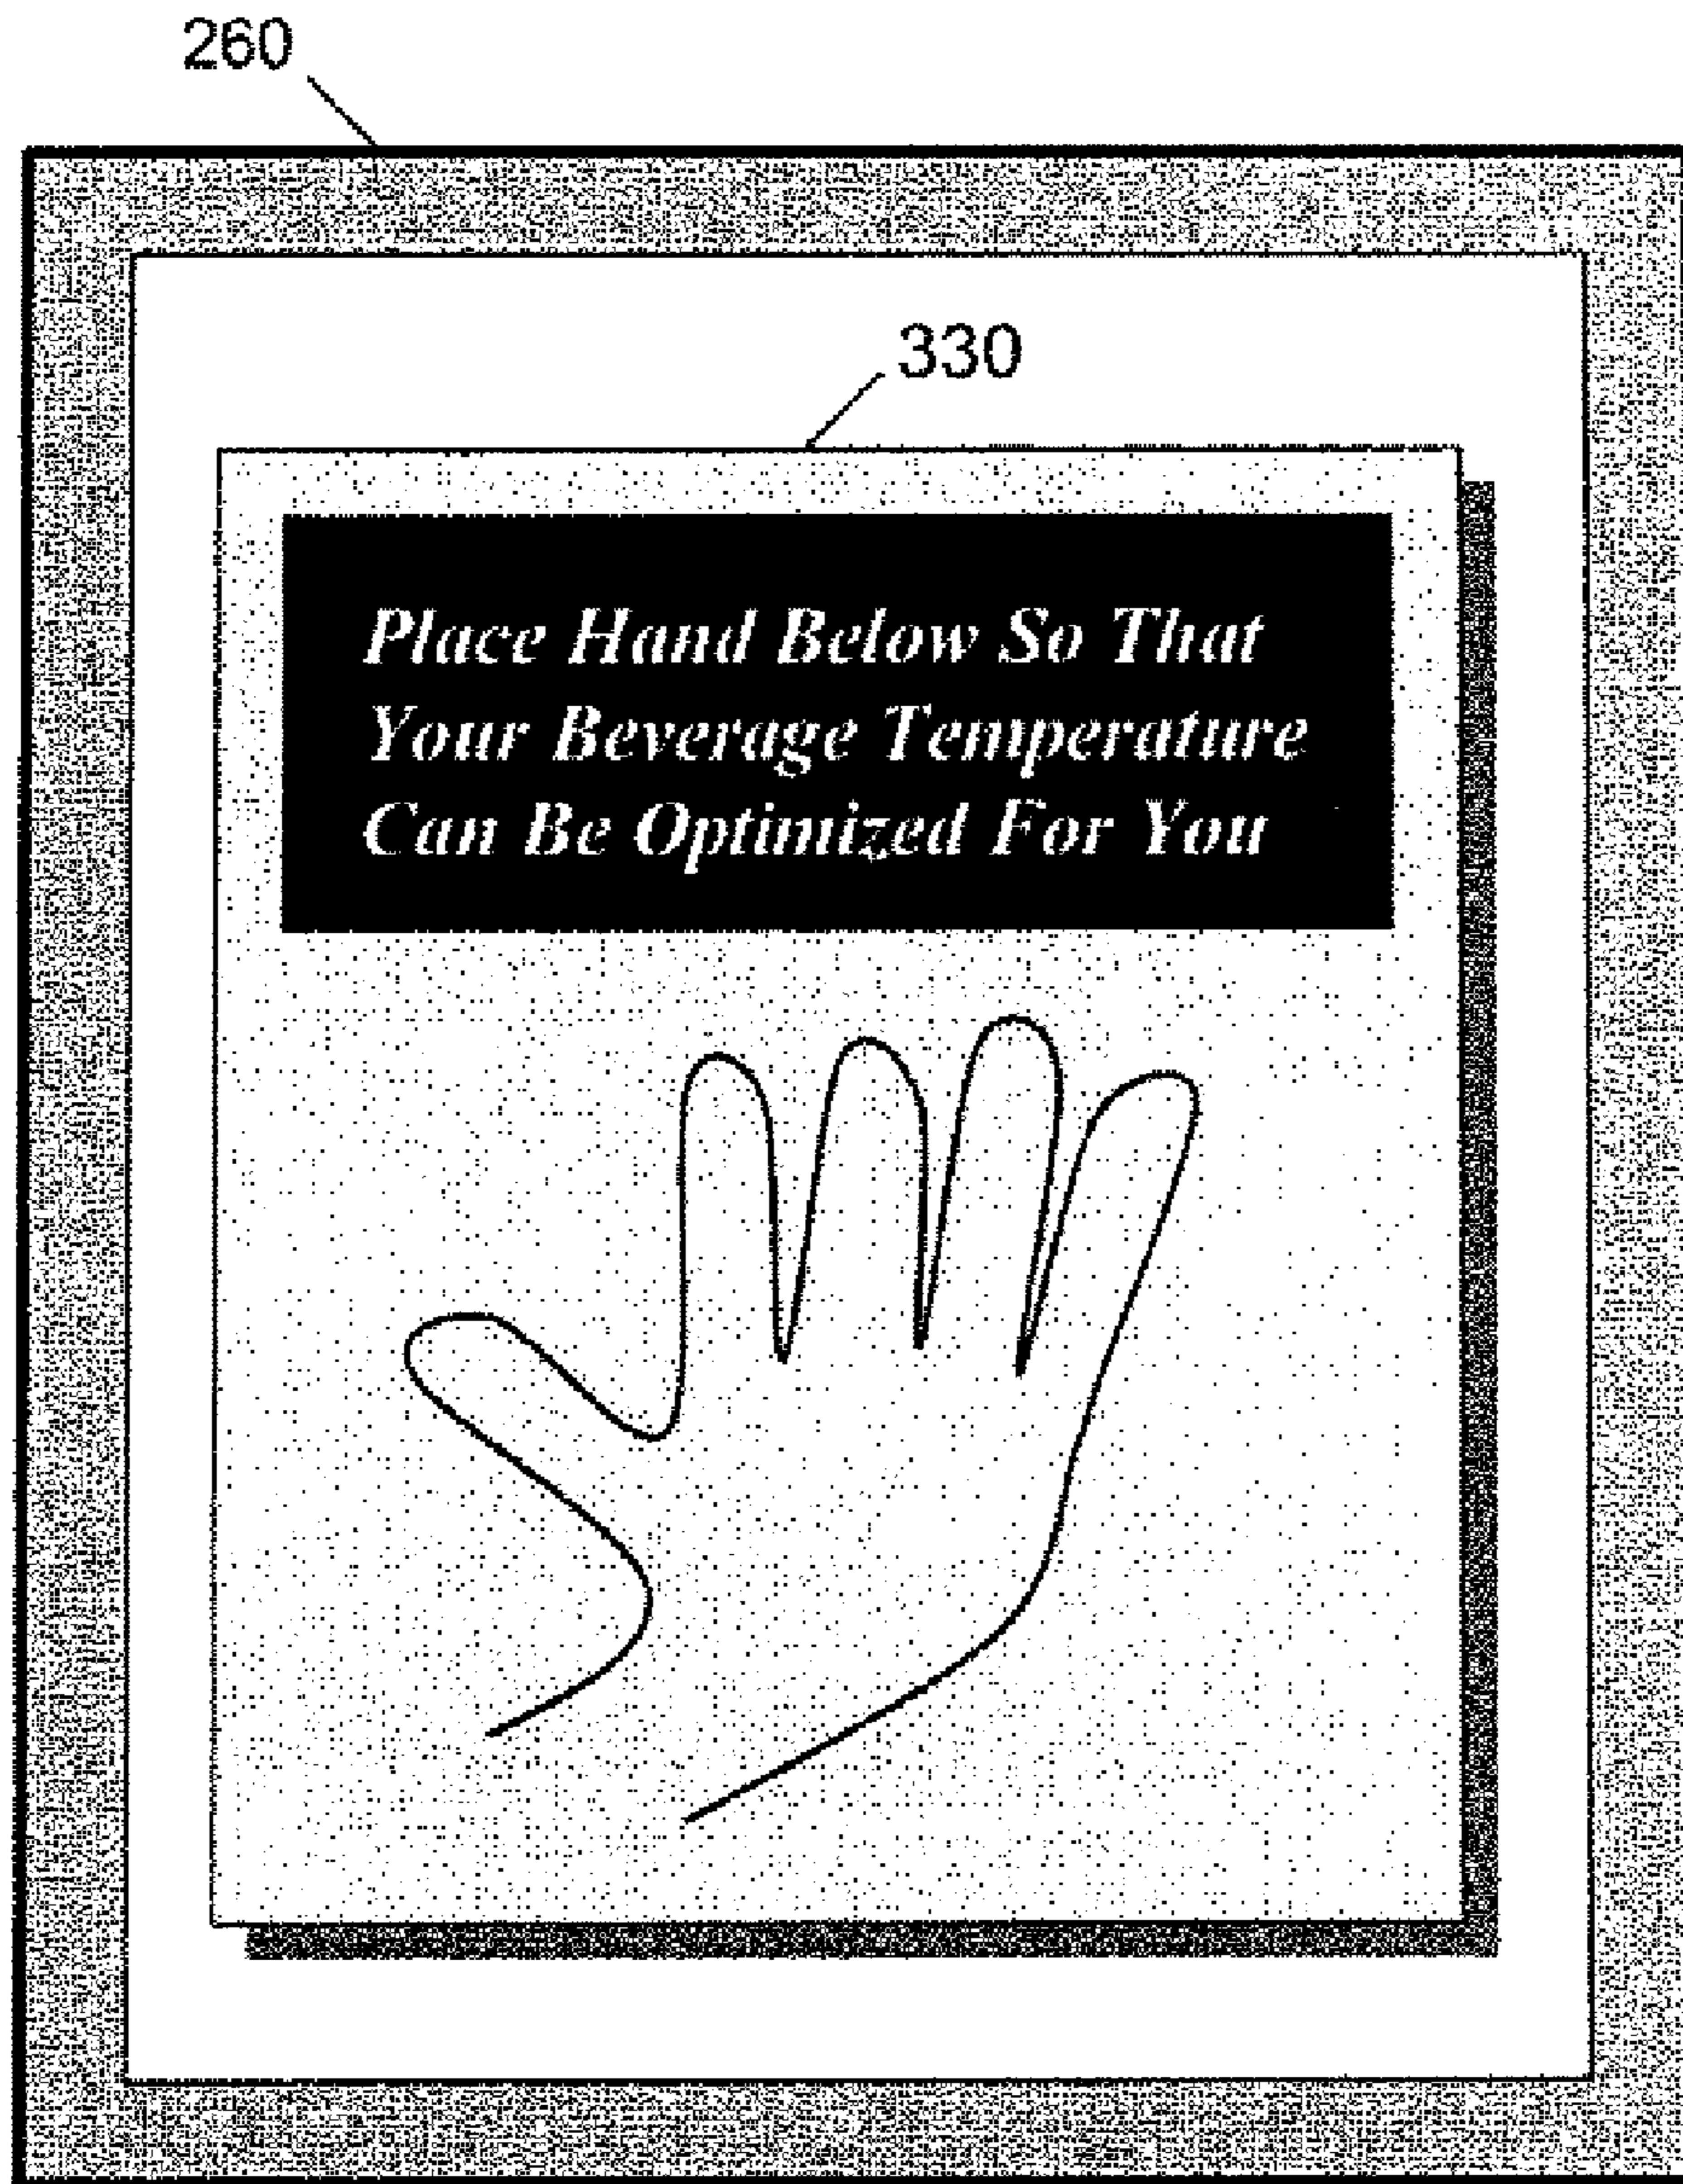 260
330
Place Hand Below So That
Your Beverage Temperature
Can Be Optimized For You